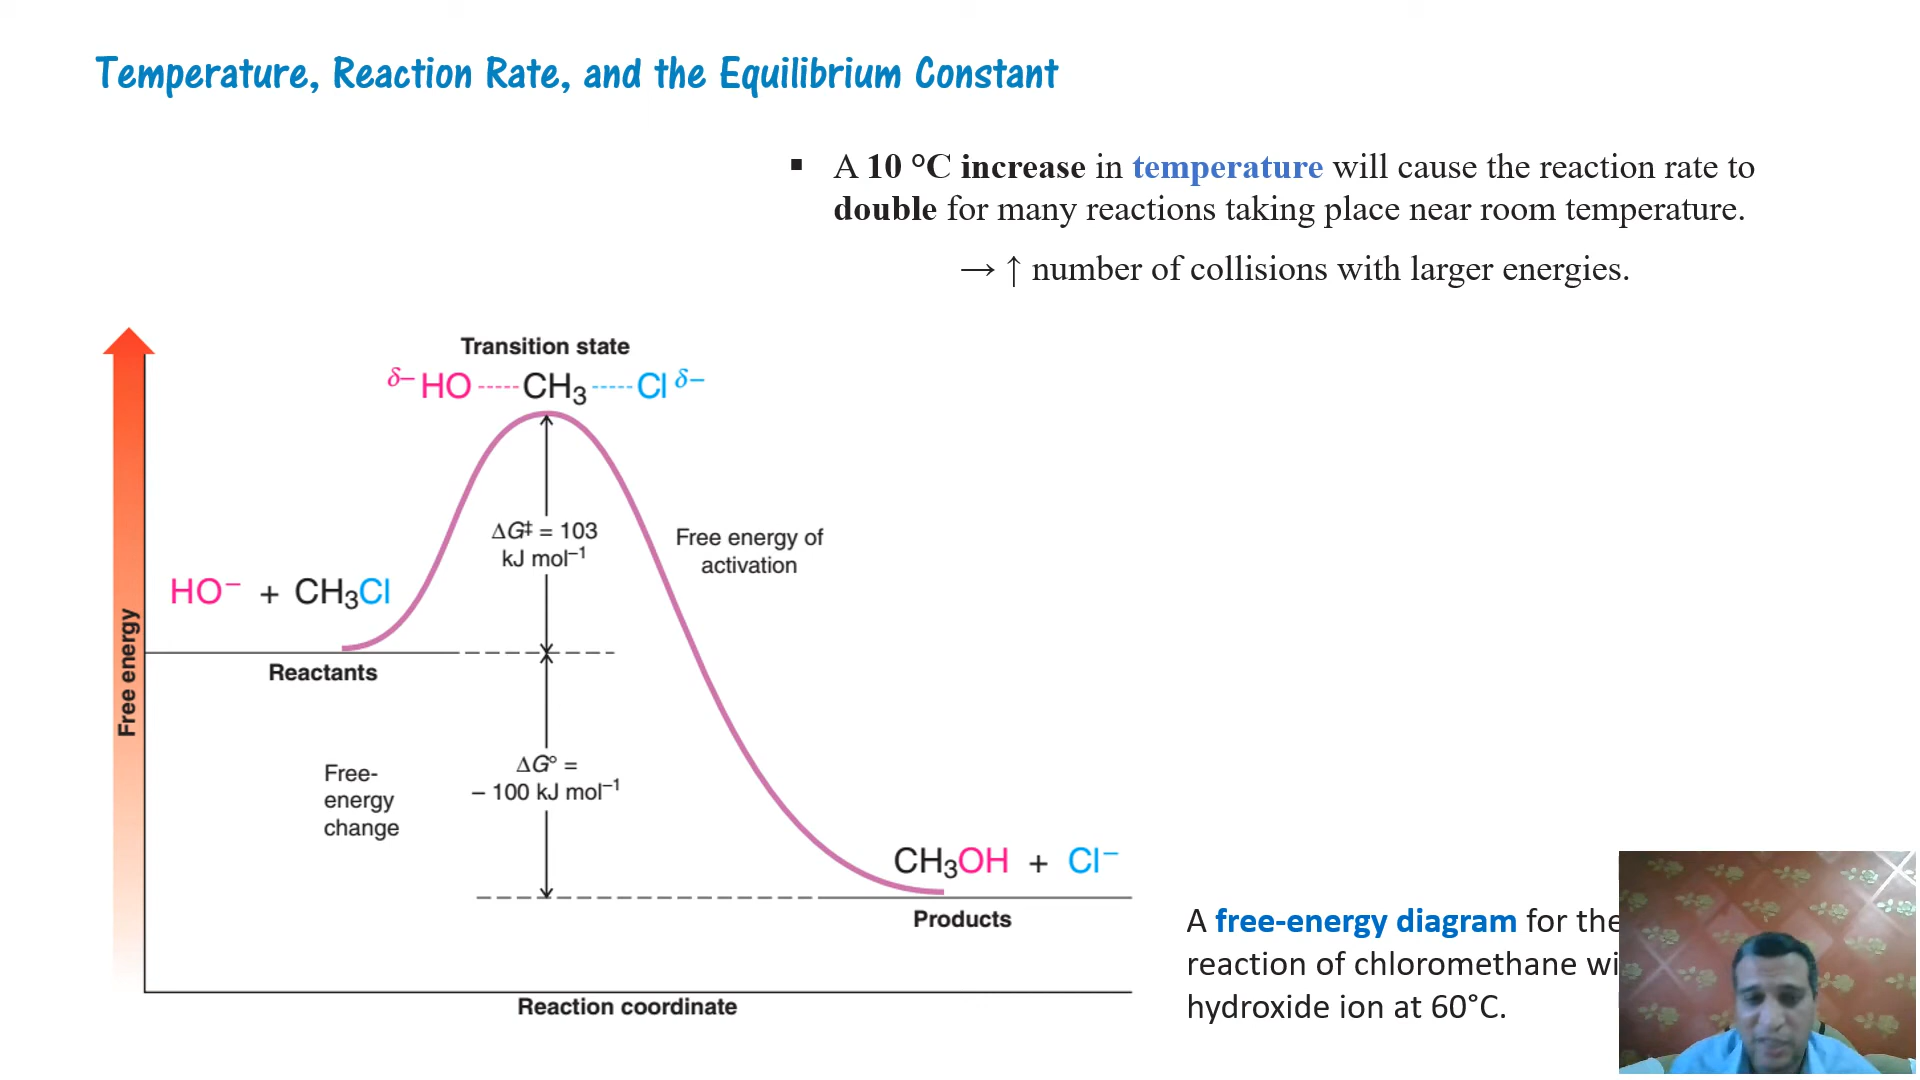 Temperature, Reaction Rate, and the Equilibrium Constant
▪ A 10 °C increase in temperature will cause the reaction rate to
double for many reactions taking place near room temperature.
→ ↑ number of collisions with larger energies.
Transition state
δ– HO-----CH₃-----Cl δ–
ΔG‡ = 103
kJ mol⁻¹
Free energy of
activation
HO⁻ + CH₃Cl
Reactants
Free energy
Free-
energy
change
ΔG° =
– 100 kJ mol⁻¹
CH₃OH + Cl⁻
Products
Reaction coordinate
A free-energy diagram for the
reaction of chloromethane wi
hydroxide ion at 60°C.